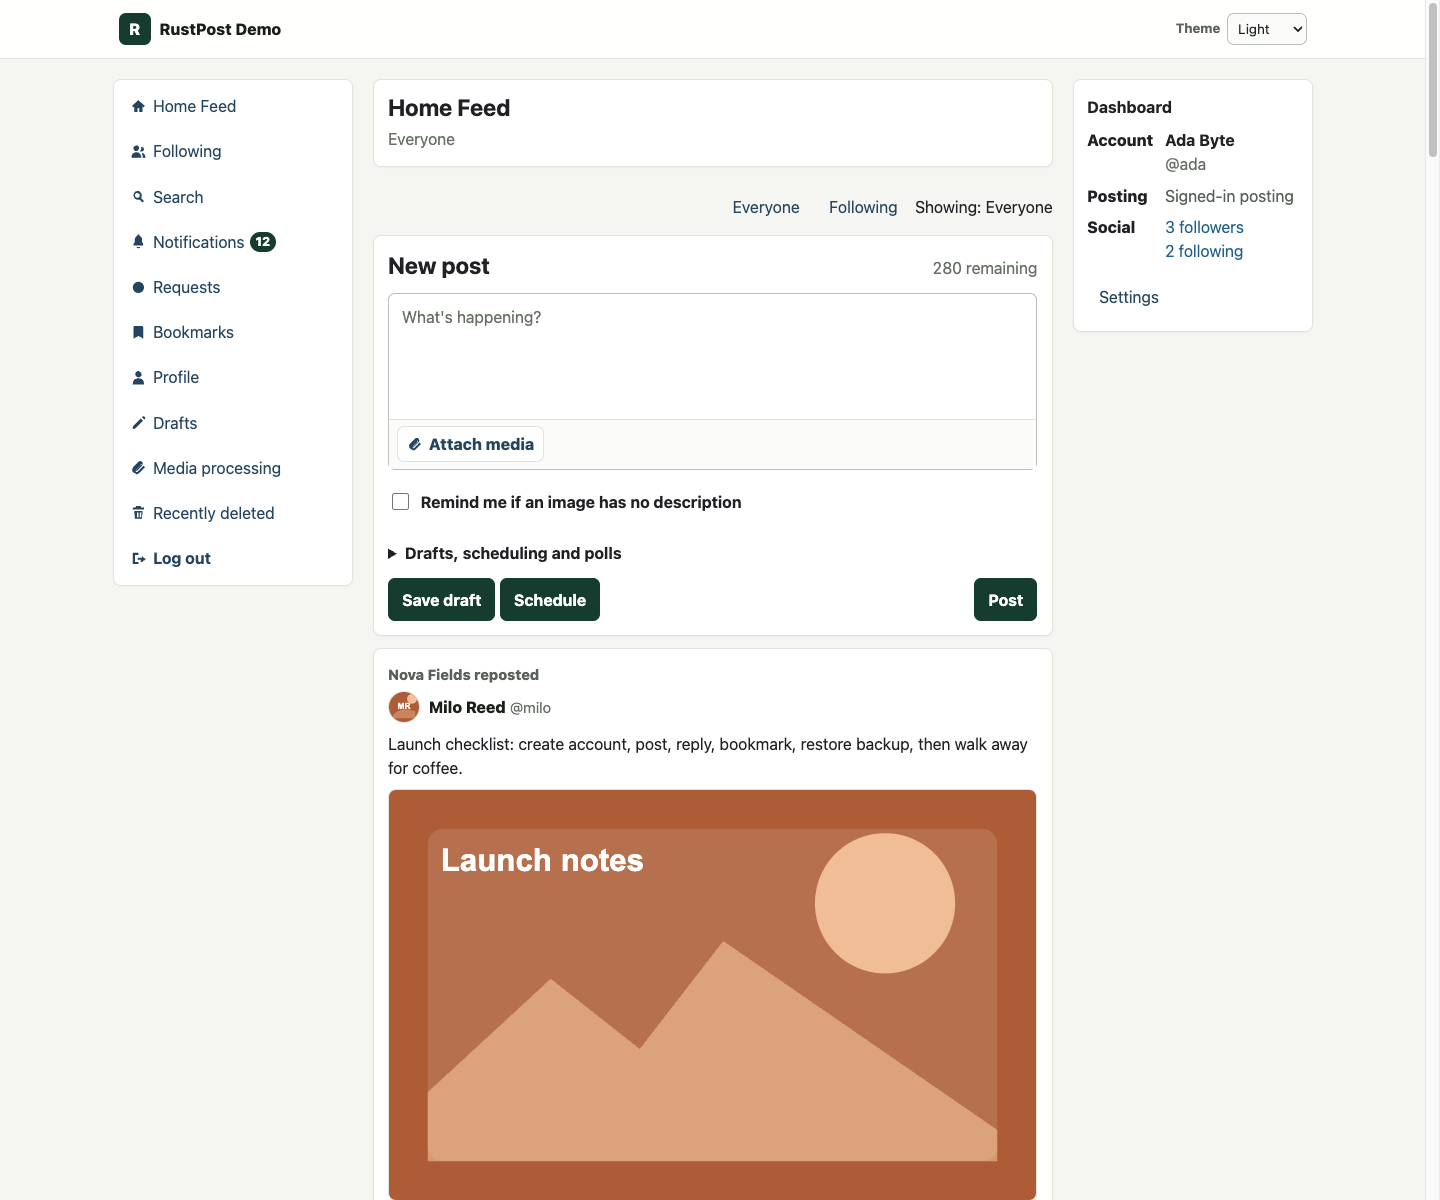 R RustPost Demo
Theme Light
Home Feed
Following
Search
Notifications 12
Requests
Bookmarks
Profile
Drafts
Media processing
Recently deleted
Log out
Home Feed
Everyone
Everyone Following Showing: Everyone
New post 280 remaining
What's happening?
Attach media
Remind me if an image has no description
Drafts, scheduling and polls
Save draft Schedule Post
Nova Fields reposted
MR Milo Reed @milo
Launch checklist: create account, post, reply, bookmark, restore backup, then walk away
for coffee.
Launch notes
Dashboard
Account Ada Byte
@ada
Posting Signed-in posting
Social 3 followers
2 following
Settings